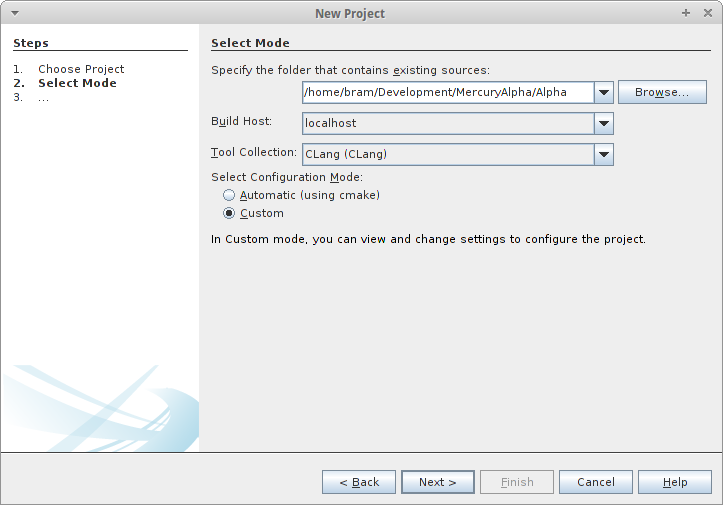 New Project
Steps
1. Choose Project
2. Select Mode
3. ...
Select Mode
Specify the folder that contains existing sources:
/home/bram/Development/MercuryAlpha/Alpha
Browse...
Build Host: localhost
Tool Collection: CLang (CLang)
Select Configuration Mode:
Automatic (using cmake)
Custom
In Custom mode, you can view and change settings to configure the project.
< Back Next > Finish Cancel Help